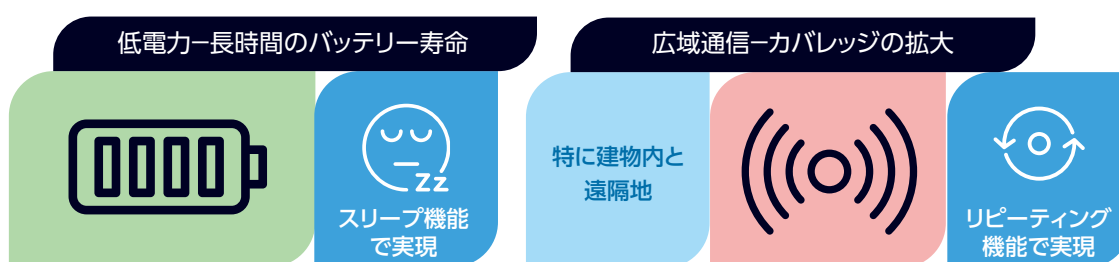 低電力−長時間のバッテリー寿命
zz
スリープ機能
で実現
広域通信−カバレッジの拡大
特に建物内と
遠隔地
リピーティング
機能で実現